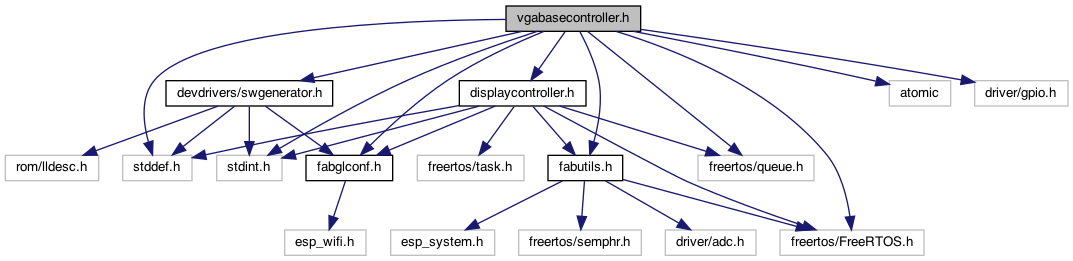 vgabasecontroller.h
devdrivers/swgenerator.h
displaycontroller.h
atomic
driver/gpio.h
rom/lldesc.h
stddef.h
stdint.h
fabglconf.h
freertos/task.h
fabutils.h
freertos/queue.h
esp_wifi.h
esp_system.h
freertos/semphr.h
driver/adc.h
freertos/FreeRTOS.h